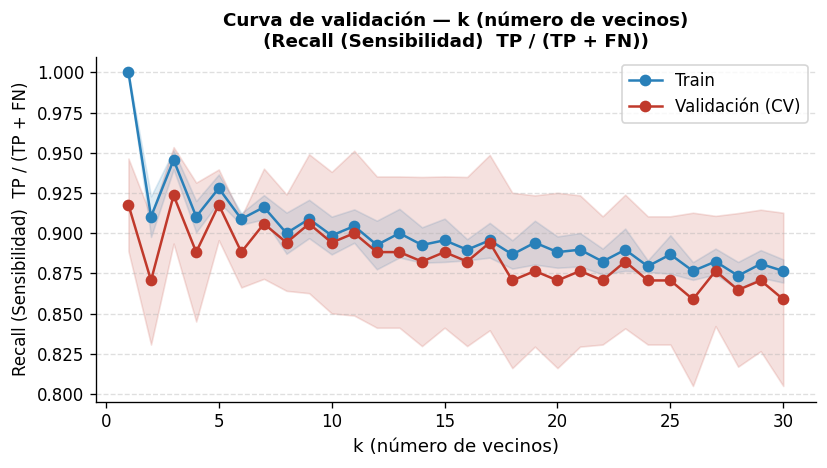 Curva de validación — k (número de vecinos)
(Recall (Sensibilidad)  TP / (TP + FN))
Recall (Sensibilidad)  TP / (TP + FN)
1.000
0.975
0.950
0.925
0.900
0.875
0.850
0.825
0.800
Train
Validación (CV)
0
5
10
15
20
25
30
k (número de vecinos)